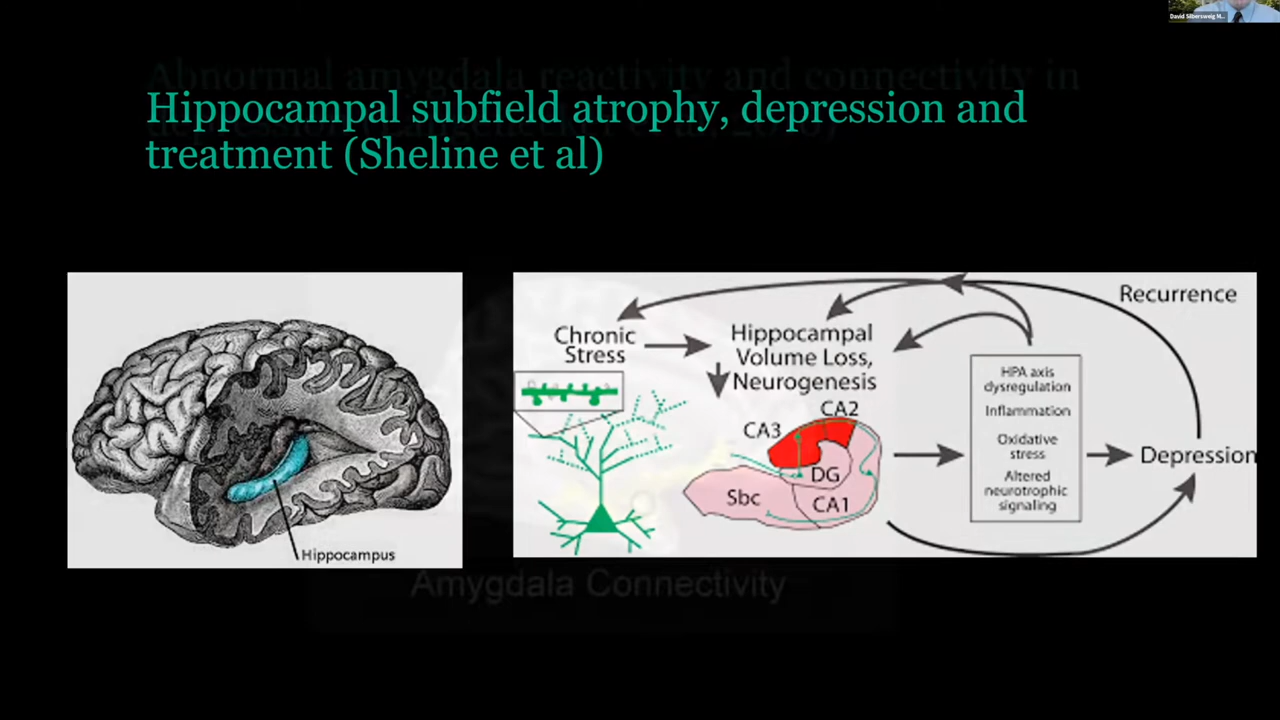 David Silbersweig M...
Abnormal amygdala reactivity and connectivity in
Hippocampal subfield atrophy, depression and
treatment (Sheline et al)
Hippocampus
Recurrence
Chronic
Stress
Hippocampal
Volume Loss,
Neurogenesis
CA2
CA3
DG
Sbc
CA1
HPA axis
dysregulation
Inflammation
Oxidative
stress
Altered
neurotrophic
signaling
Depression
Amygdala Connectivity